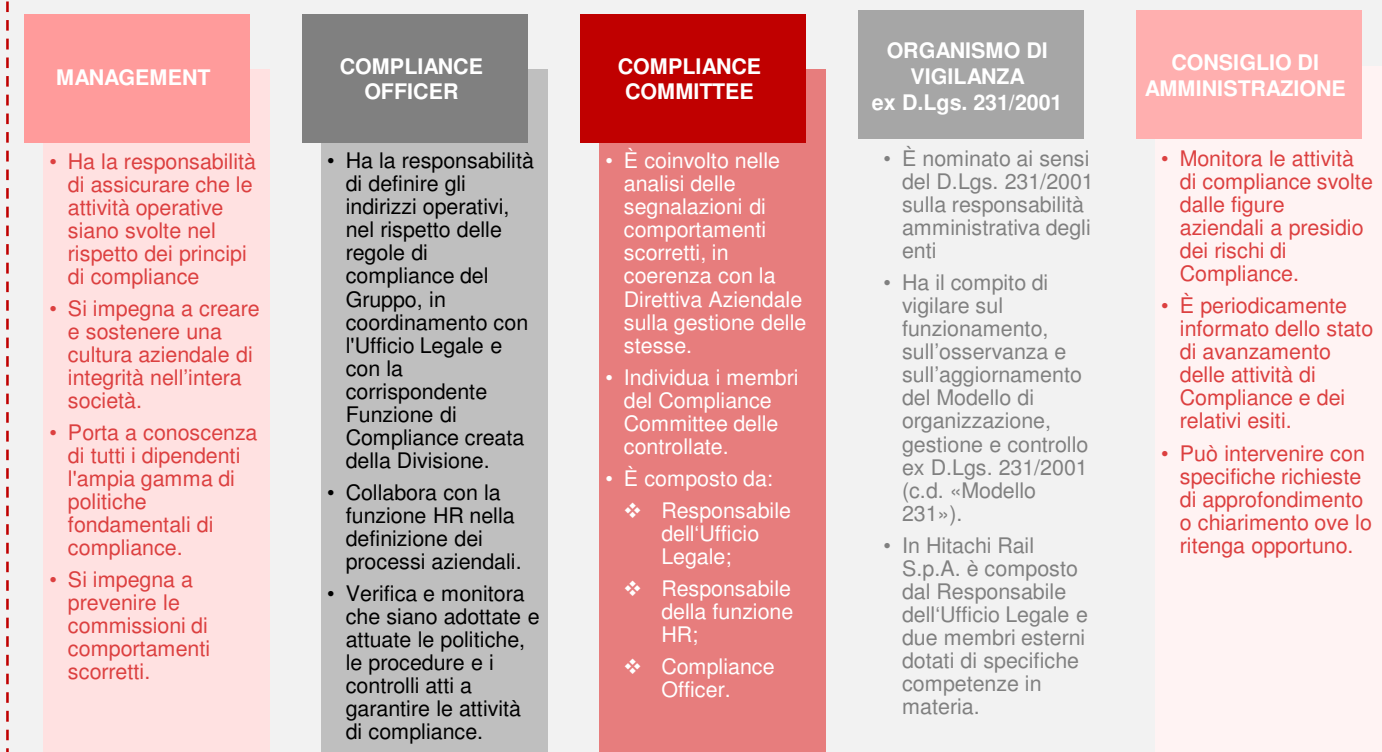 MANAGEMENT
• Ha la responsabilità
di assicurare che le
attività operative
siano svolte nel
rispetto dei principi
di compliance
• Si impegna a creare
e sostenere una
cultura aziendale di
integrità nell’intera
società.
• Porta a conoscenza
di tutti i dipendenti
l'ampia gamma di
politiche
fondamentali di
compliance.
• Si impegna a
prevenire le
commissioni di
comportamenti
scorretti.
COMPLIANCE
OFFICER
• Ha la responsabilità
di definire gli
indirizzi operativi,
nel rispetto delle
regole di
compliance del
Gruppo, in
coordinamento con
l'Ufficio Legale e
con la
corrispondente
Funzione di
Compliance creata
della Divisione.
• Collabora con la
funzione HR nella
definizione dei
processi aziendali.
• Verifica e monitora
che siano adottate e
attuate le politiche,
le procedure e i
controlli atti a
garantire le attività
di compliance.
COMPLIANCE
COMMITTEE
• È coinvolto nelle
analisi delle
segnalazioni di
comportamenti
scorretti, in
coerenza con la
Direttiva Aziendale
sulla gestione delle
stesse.
• Individua i membri
del Compliance
Committee delle
controllate.
• È composto da:
❖ Responsabile
dell‘Ufficio
Legale;
❖ Responsabile
della funzione
HR;
❖ Compliance
Officer.
ORGANISMO DI
VIGILANZA
ex D.Lgs. 231/2001
• È nominato ai sensi
del D.Lgs. 231/2001
sulla responsabilità
amministrativa degli
enti
• Ha il compito di
vigilare sul
funzionamento,
sull’osservanza e
sull’aggiornamento
del Modello di
organizzazione,
gestione e controllo
ex D.Lgs. 231/2001
(c.d. «Modello
231»).
• In Hitachi Rail
S.p.A. è composto
dal Responsabile
dell‘Ufficio Legale e
due membri esterni
dotati di specifiche
competenze in
materia.
CONSIGLIO DI
AMMINISTRAZIONE
• Monitora le attività
di compliance svolte
dalle figure
aziendali a presidio
dei rischi di
Compliance.
• È periodicamente
informato dello stato
di avanzamento
delle attività di
Compliance e dei
relativi esiti.
• Può intervenire con
specifiche richieste
di approfondimento
o chiarimento ove lo
ritenga opportuno.